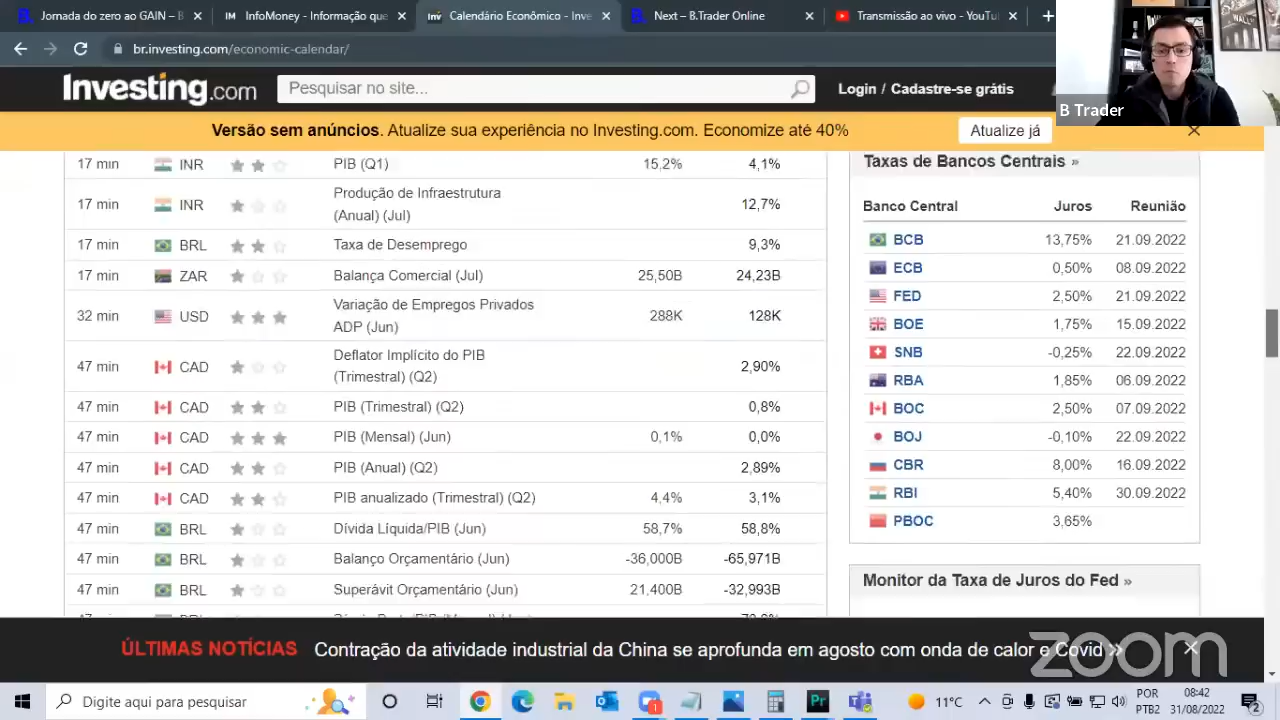 Jornada do zero ao GAIN – B
InfoMoney - Informação que
Calendário Econômico - Inve
Next – B.Trader Online
Transmissão ao vivo - YouTu
br.investing.com/economic-calendar/
Investing.com
Pesquisar no site...
Login / Cadastre-se grátis
B Trader
Versão sem anúncios. Atualize sua experiência no Investing.com. Economize até 40%
Atualize já
17 min INR PIB (Q1) 15,2% 4,1%
17 min INR Produção de Infraestrutura (Anual) (Jul) 12,7%
17 min BRL Taxa de Desemprego 9,3%
17 min ZAR Balança Comercial (Jul) 25,50B 24,23B
32 min USD Variação de Empregos Privados ADP (Jun) 288K 128K
47 min CAD Deflator Implícito do PIB (Trimestral) (Q2) 2,90%
47 min CAD PIB (Trimestral) (Q2) 0,8%
47 min CAD PIB (Mensal) (Jun) 0,1% 0,0%
47 min CAD PIB (Anual) (Q2) 2,89%
47 min CAD PIB anualizado (Trimestral) (Q2) 4,4% 3,1%
47 min BRL Dívida Líquida/PIB (Jun) 58,7% 58,8%
47 min BRL Balanço Orçamentário (Jun) -36,000B -65,971B
47 min BRL Superávit Orçamentário (Jun) 21,400B -32,993B
Taxas de Bancos Centrais »
Banco Central Juros Reunião
BCB 13,75% 21.09.2022
ECB 0,50% 08.09.2022
FED 2,50% 21.09.2022
BOE 1,75% 15.09.2022
SNB -0,25% 22.09.2022
RBA 1,85% 06.09.2022
BOC 2,50% 07.09.2022
BOJ -0,10% 22.09.2022
CBR 8,00% 16.09.2022
RBI 5,40% 30.09.2022
PBOC 3,65%
Monitor da Taxa de Juros do Fed »
ÚLTIMAS NOTÍCIAS Contração da atividade industrial da China se aprofunda em agosto com onda de calor e Covid »
zoom
Digite aqui para pesquisar
11°C
POR
PTB2
08:42
31/08/2022
2